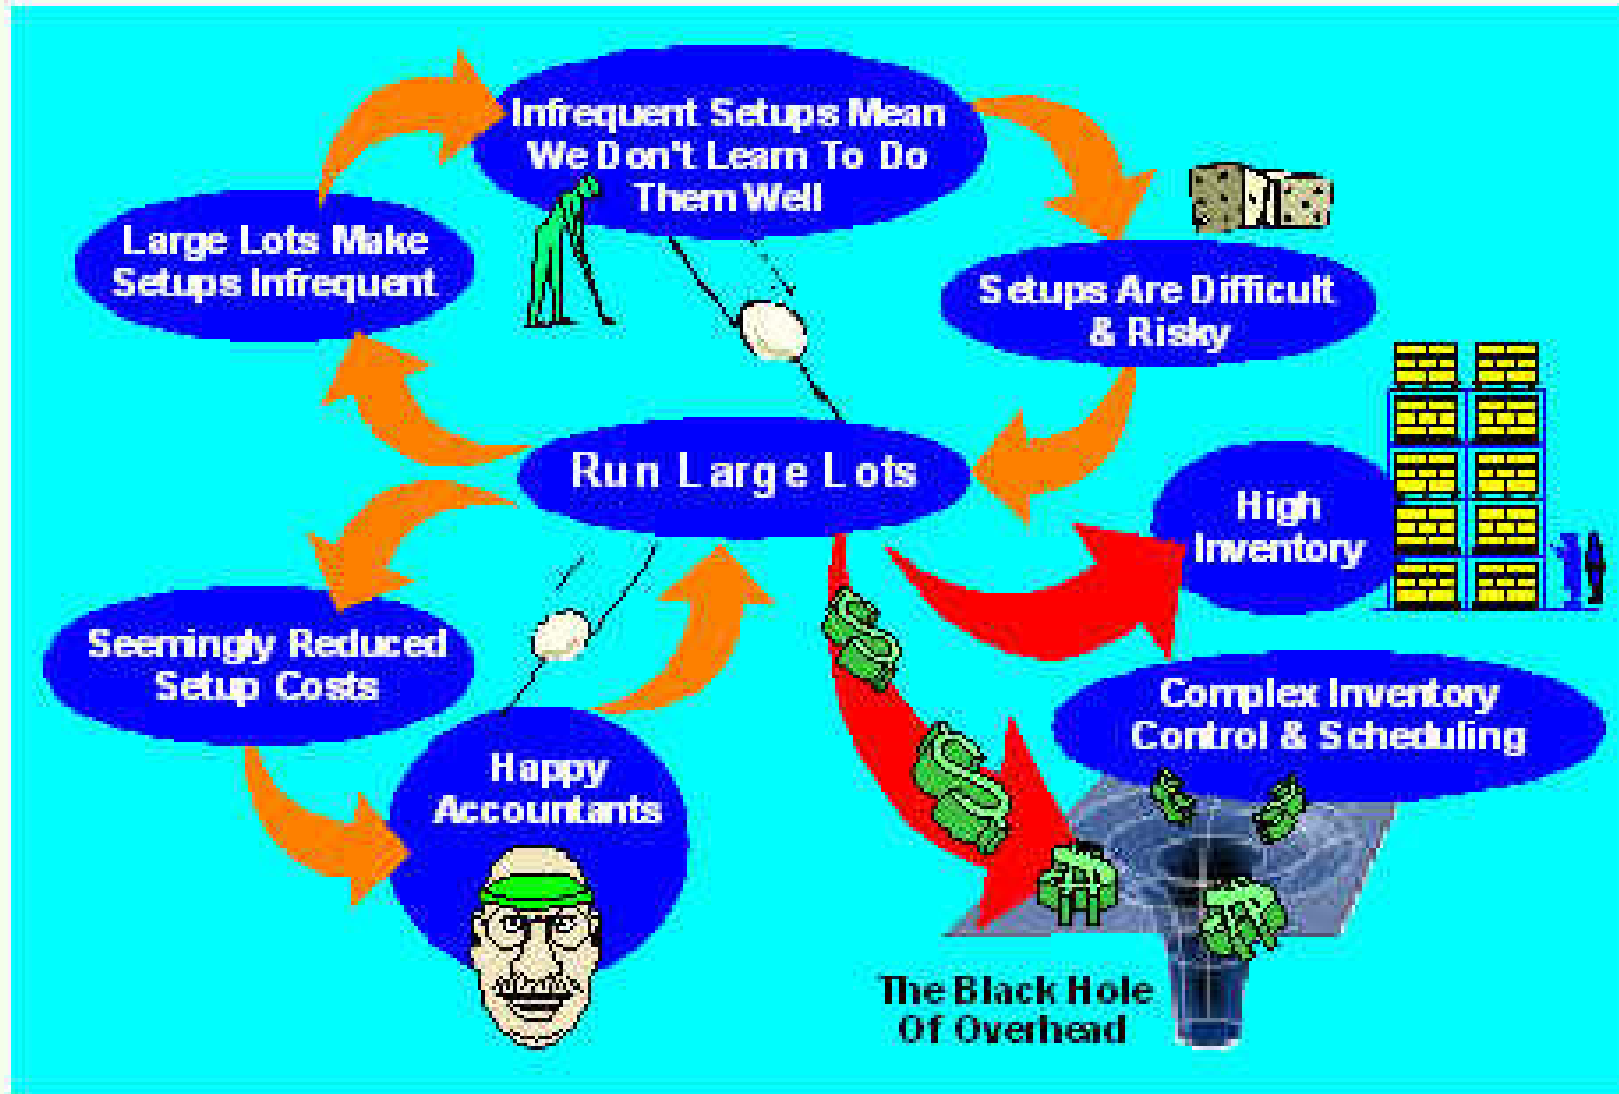 Infrequent Setups Mean
We Don't Learn To Do
Them Well
Large Lots Make
Setups Infrequent
Setups Are Difficult
& Risky
Run Large Lots
High
Inventory
Seemingly Reduced
Setup Costs
Complex Inventory
Control & Scheduling
Happy
Accountants
The Black Hole
Of Overhead